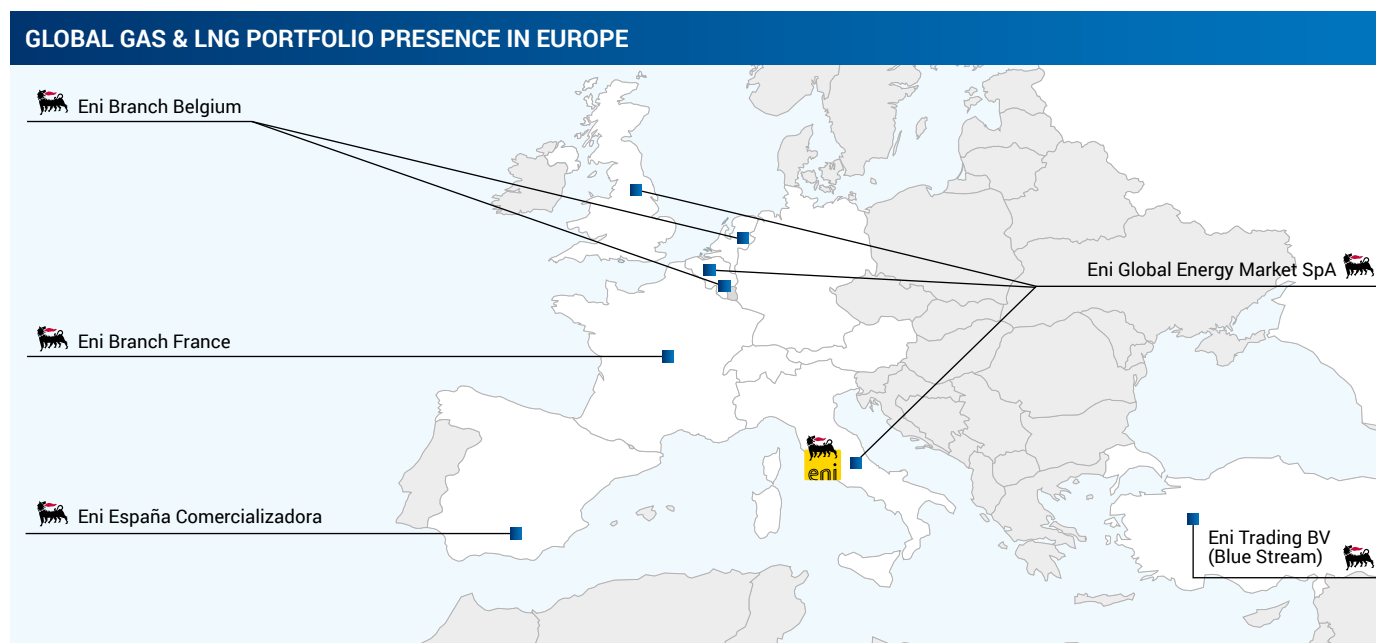 GLOBAL GAS & LNG PORTFOLIO PRESENCE IN EUROPE
Eni Branch Belgium
Eni Global Energy Market SpA
Eni Branch France
eni
Eni España Comercializadora
Eni Trading BV
(Blue Stream)